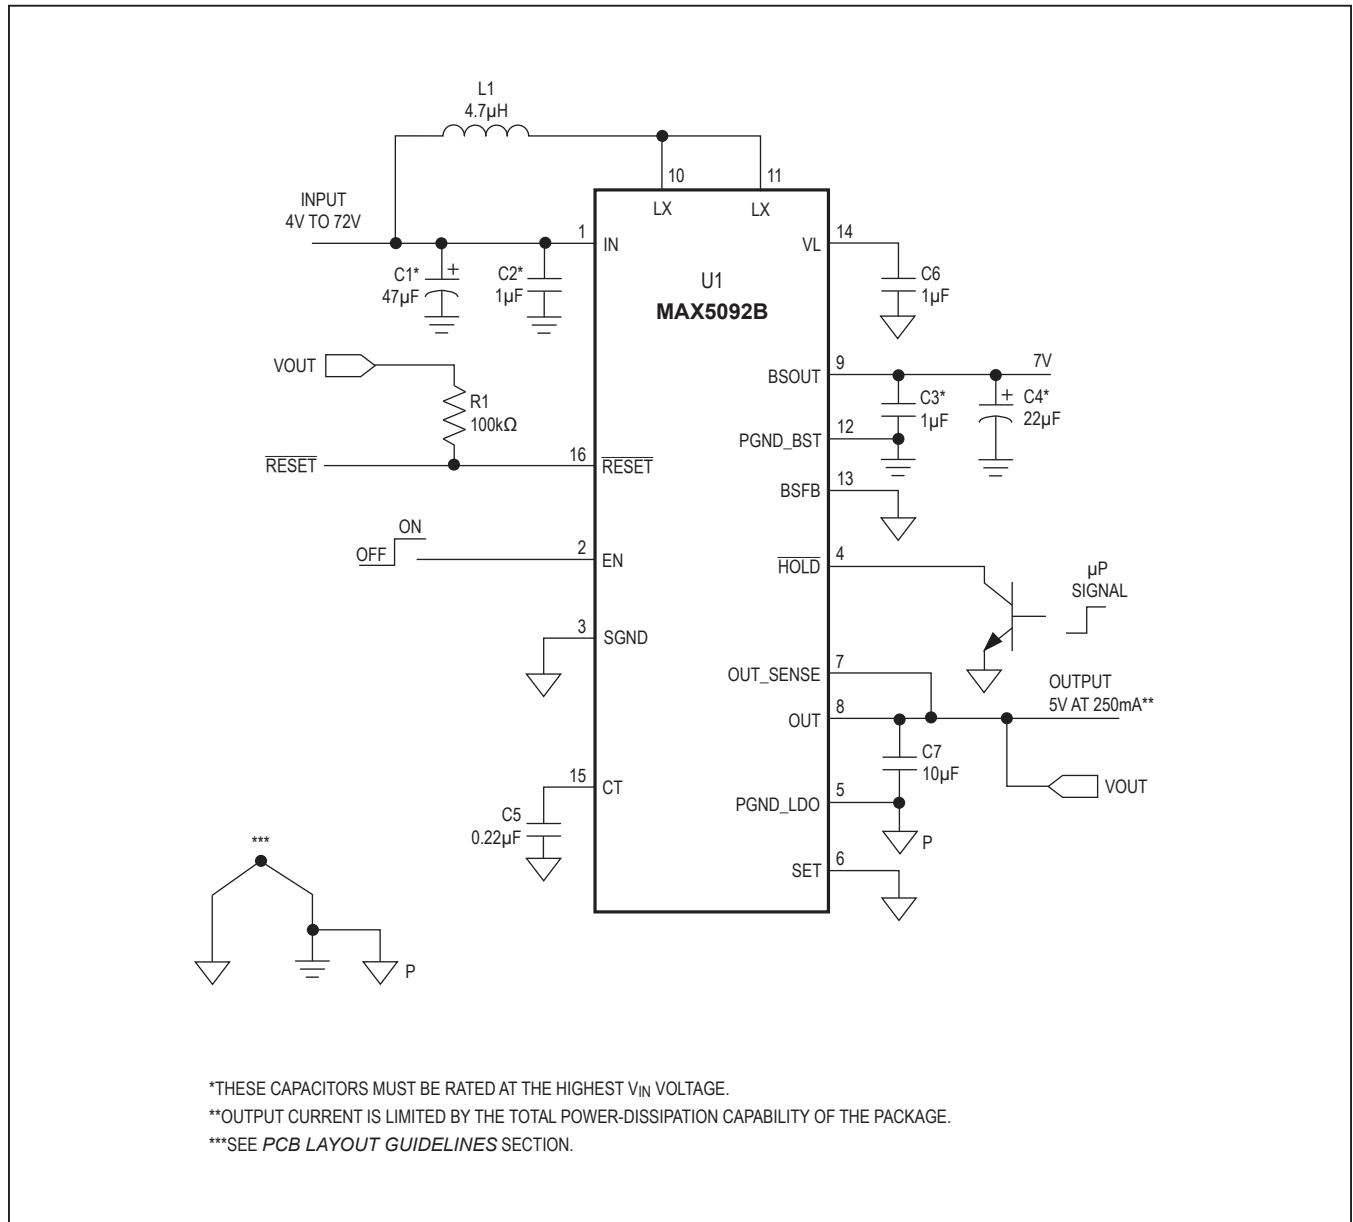 L1
4.7µH
10
11
LX
LX
INPUT
4V TO 72V
1
IN
VL
14
C1*
47µF
+
C2*
1µF
U1
MAX5092B
C6
1µF
VOUT
R1
100kΩ
BSOUT
9
7V
C3*
1µF
+
C4*
22µF
PGND_BST
12
RESET
16
RESET
BSFB
13
OFF
ON
2
EN
HOLD
4
µP
SIGNAL
3
SGND
OUT_SENSE
7
OUTPUT
5V AT 250mA**
OUT
8
C7
10µF
VOUT
15
CT
C5
0.22µF
PGND_LDO
5
P
SET
6
***
P
*THESE CAPACITORS MUST BE RATED AT THE HIGHEST VIN VOLTAGE.
**OUTPUT CURRENT IS LIMITED BY THE TOTAL POWER-DISSIPATION CAPABILITY OF THE PACKAGE.
***SEE PCB LAYOUT GUIDELINES SECTION.